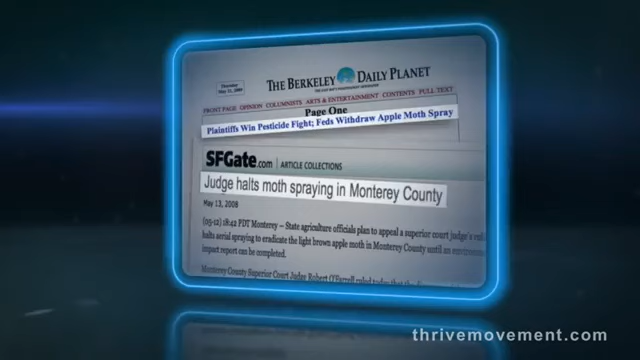 THE BERKELEY DAILY PLANET
FRONT PAGE OPINION COLUMNISTS ARTS & ENTERTAINMENT CONTENTS FULL TEXT
Page One
Plaintiffs Win Pesticide Fight; Feds Withdraw Apple Moth Spray
SFGate.com | ARTICLE COLLECTIONS
Judge halts moth spraying in Monterey County
May 13, 2008
(05-12) 18:42 PDT Monterey -- State agriculture officials plan to appeal a superior court judge's
halts aerial spraying to eradicate the light brown apple moth in Monterey County until an
impact report can be completed.
Monterey County Superior Court Judge Robert O'Farrell ruled today that the
thrivemovement.com